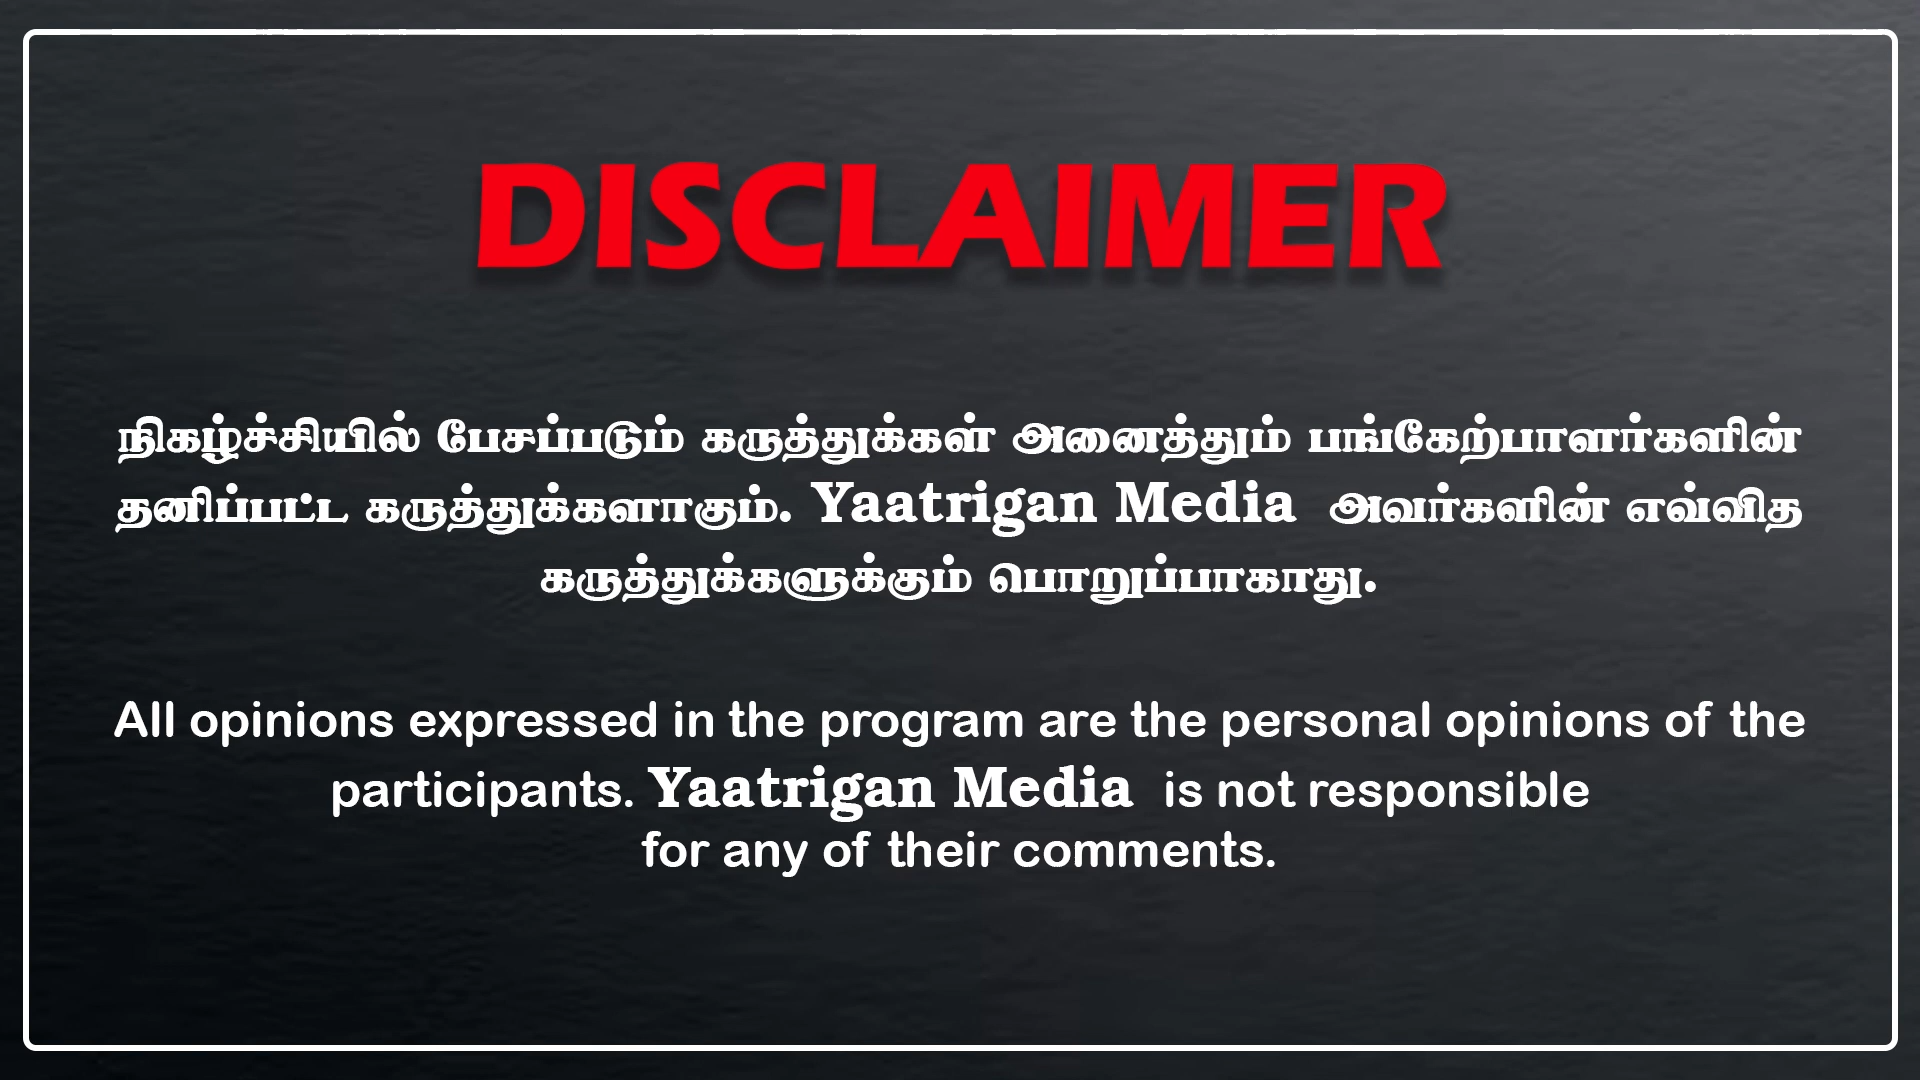 DISCLAIMER
நிகழ்ச்சியில் பேசப்படும் கருத்துக்கள் அனைத்தும் பங்கேற்பாளர்களின்
தனிப்பட்ட கருத்துக்களாகும். Yaatrigan Media அவர்களின் எவ்வித
கருத்துக்களுக்கும் பொறுப்பாகாது.
All opinions expressed in the program are the personal opinions of the
participants. Yaatrigan Media is not responsible
for any of their comments.